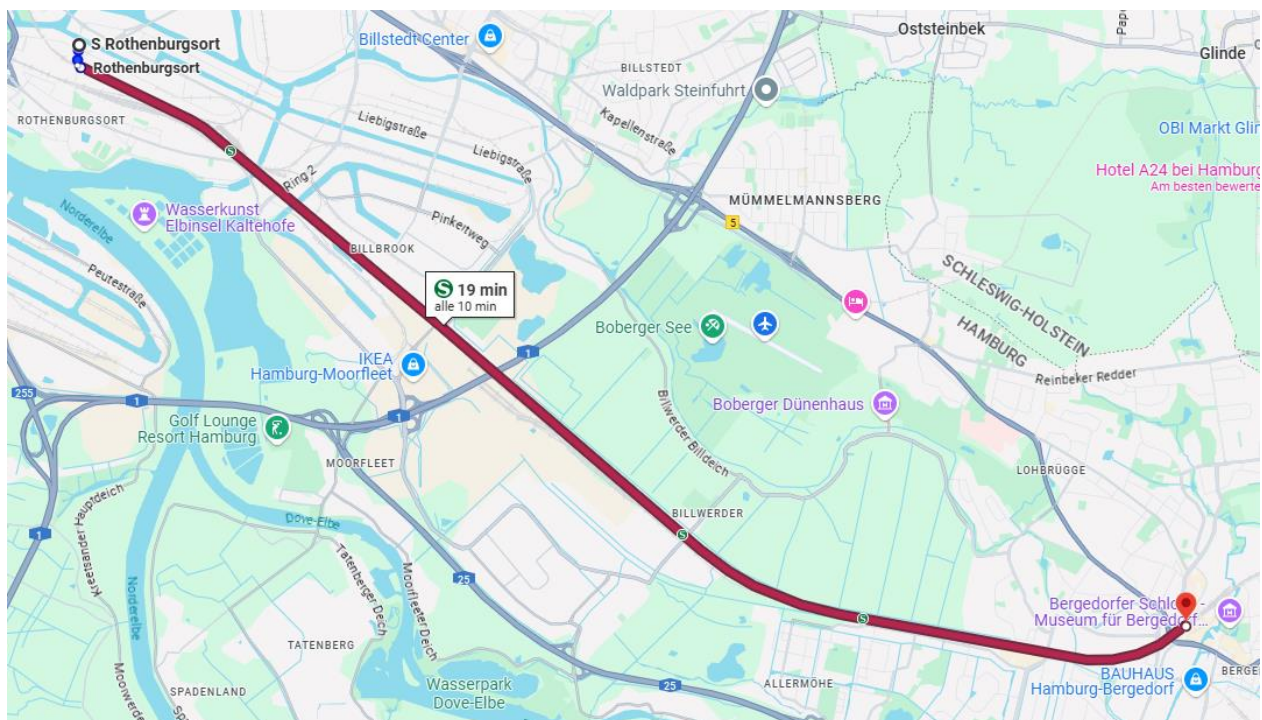 S Rothenburgsort
Rothenburgsort
ROTHENBURGSORT
Billstedt Center
BILLSTEDT
Waldpark Steinfurth
Oststeinbek
Glinde
OBI Markt Glin
Hotel A24 bei Hamburg
Am besten bewerte
Liebigstraße
Liebigstraße
Kapellenstraße
Ring 2
Pinkertweg
MÜMMELMANNSBERG
5
Norderelbe
Wasserkunst
Elbinsel Kaltehofe
BILLBROOK
Peutestraße
S 19 min
alle 10 min
SCHLESWIG-HOLSTEIN
HAMBURG
Boberger See
IKEA
Hamburg-Moorfleet
1
Reinbeker Redder
255
1
1
Golf Lounge
Resort Hamburg
Billwerder Billdeich
Boberger Dünenhaus
MOORFLEET
LOHBRÜGGE
Kreetsander Hauptdeich
BILLWERDER
Dove-Elbe
1
Tatenberger Deich
Moorfleeter Deich
25
Norderelbe
Bergedorfer Schloss -
Museum für Bergedorf...
TATENBERG
Moorwerder
SPADENLAND
Wasserpark
Dove-Elbe
25
ALLERMÖHE
BAUHAUS
Hamburg-Bergedorf
BERGE